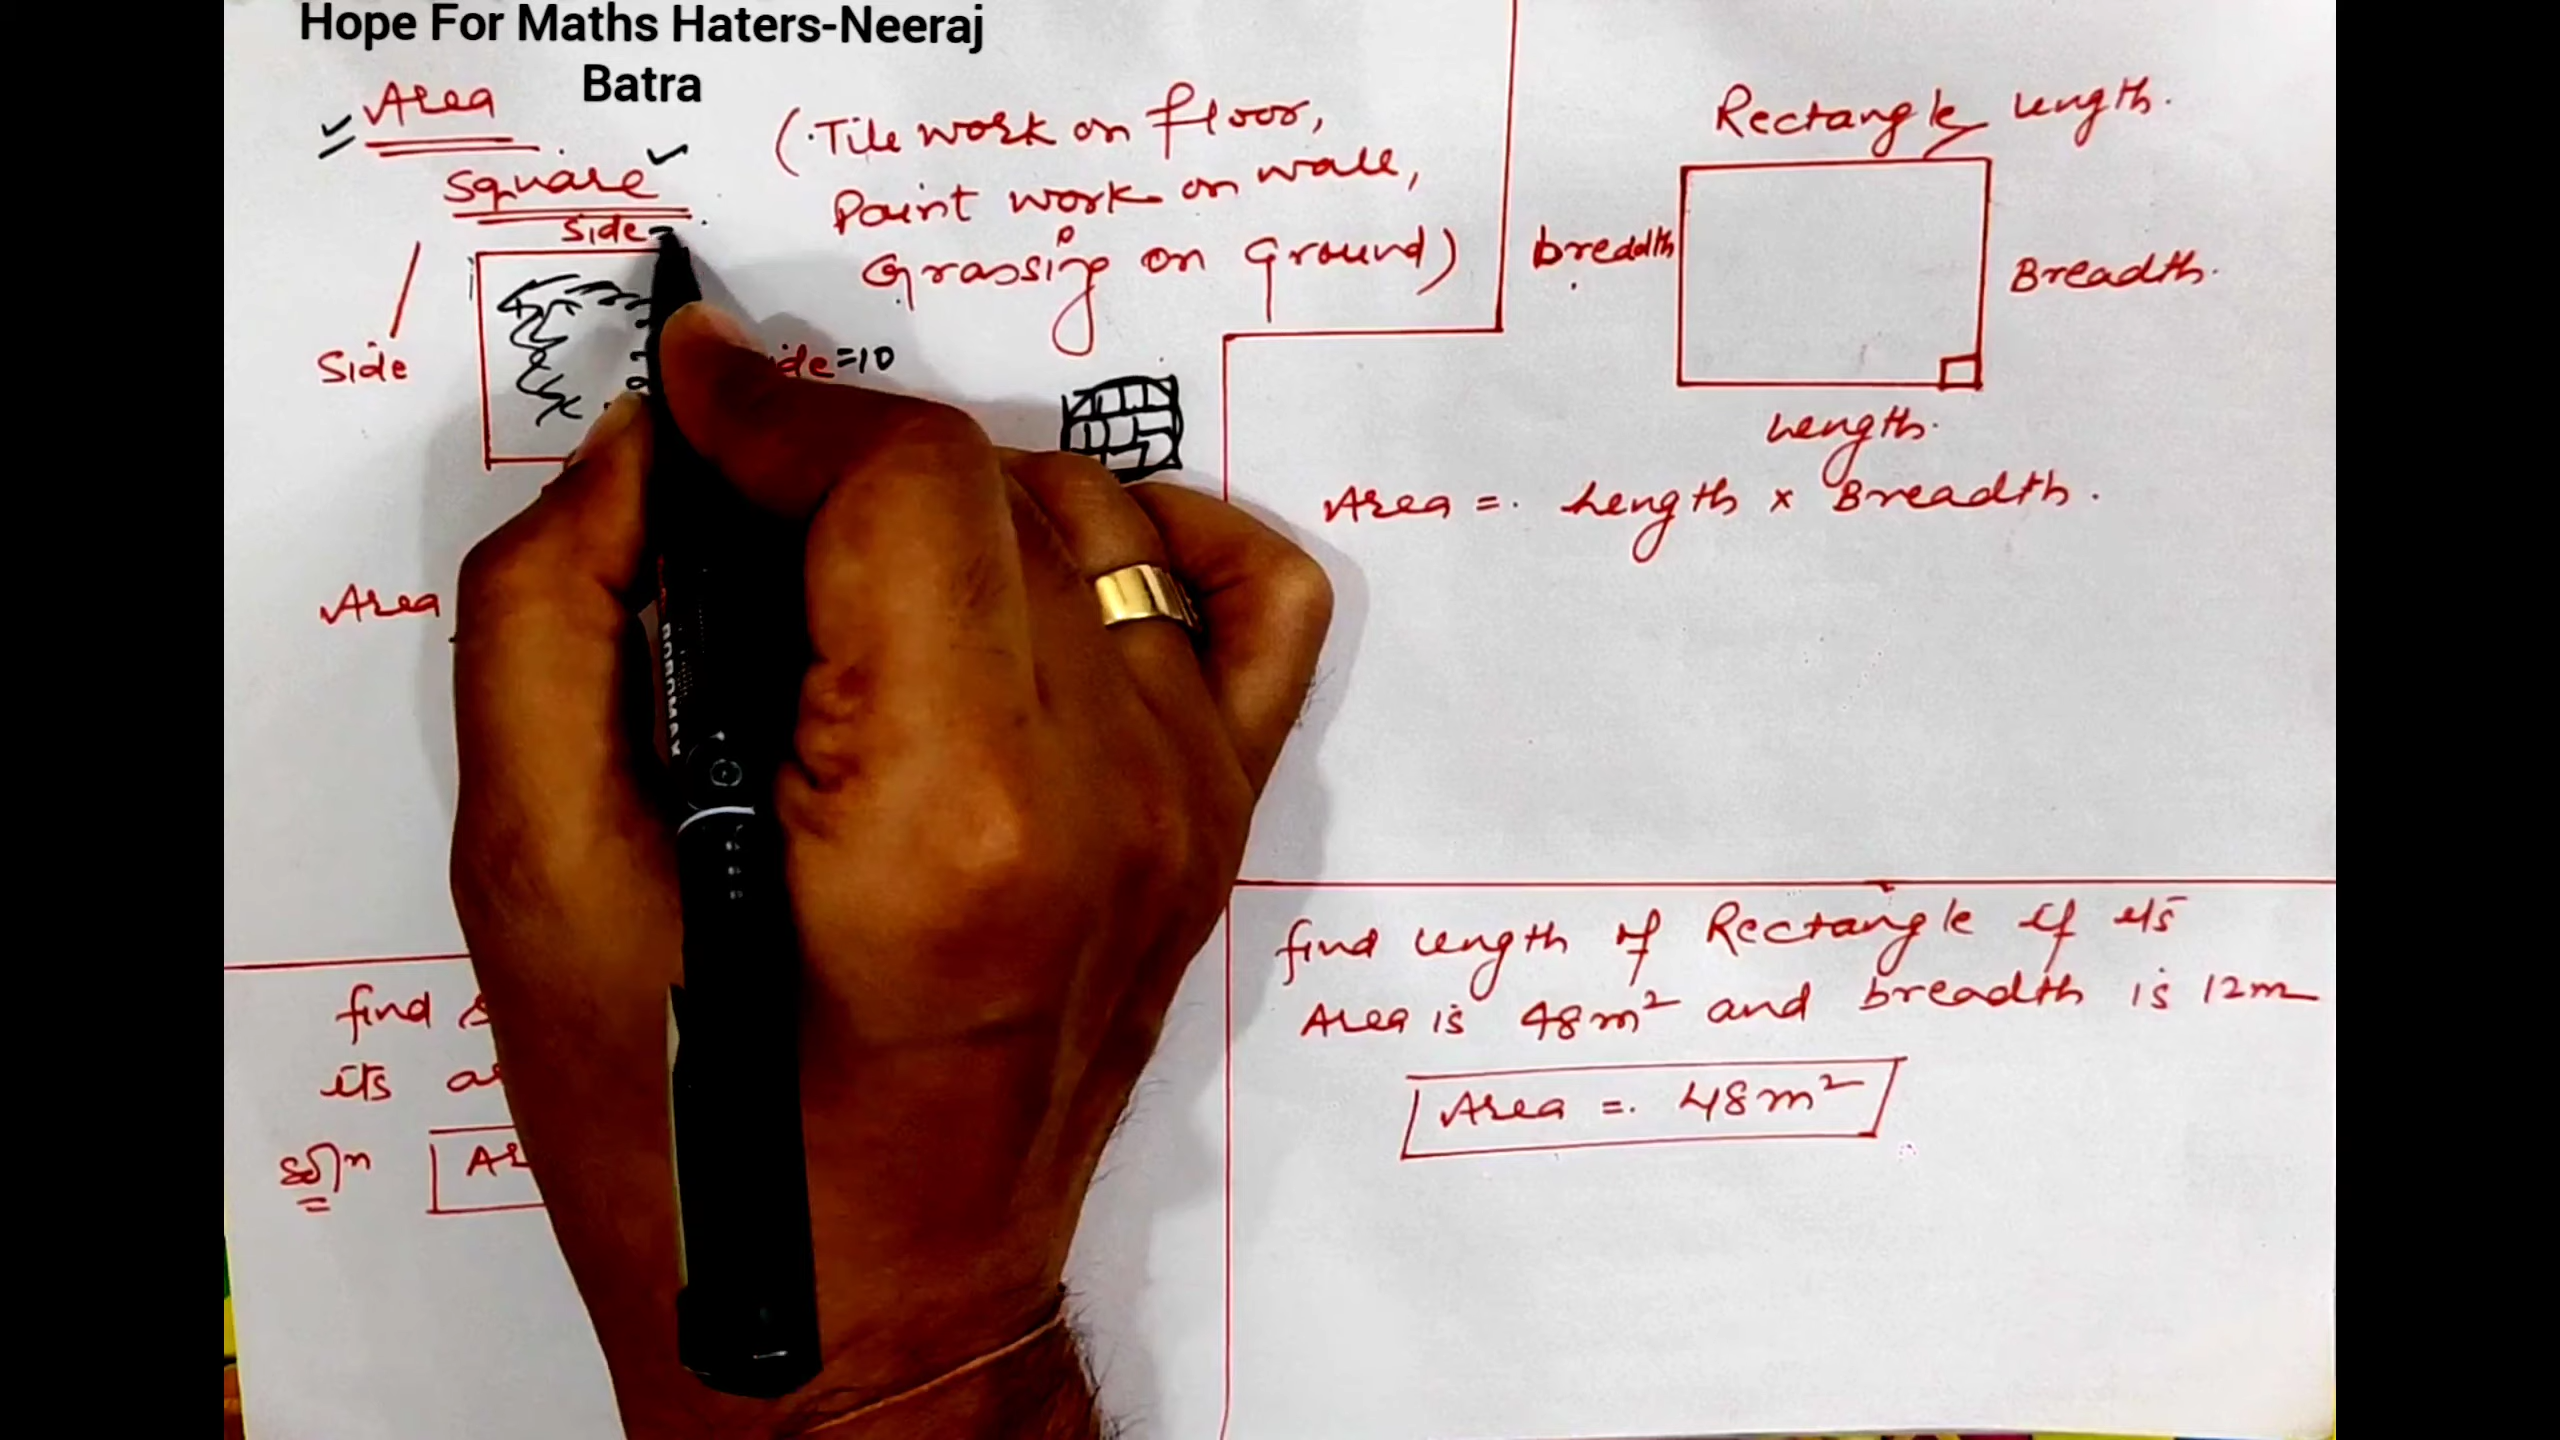 Hope For Maths Haters-Neeraj
Batra
Area
Square
Side =
Side
ide=10
Area
(Tile work on floor,
Paint work on wall,
Grassing on Ground)
Rectangle length.
breadth
Breadth.
Length.
Area = Length x Breadth.
find
its
Soln
find length of Rectangle if its
Area is 48m² and breadth is 12m
Area = 48m²